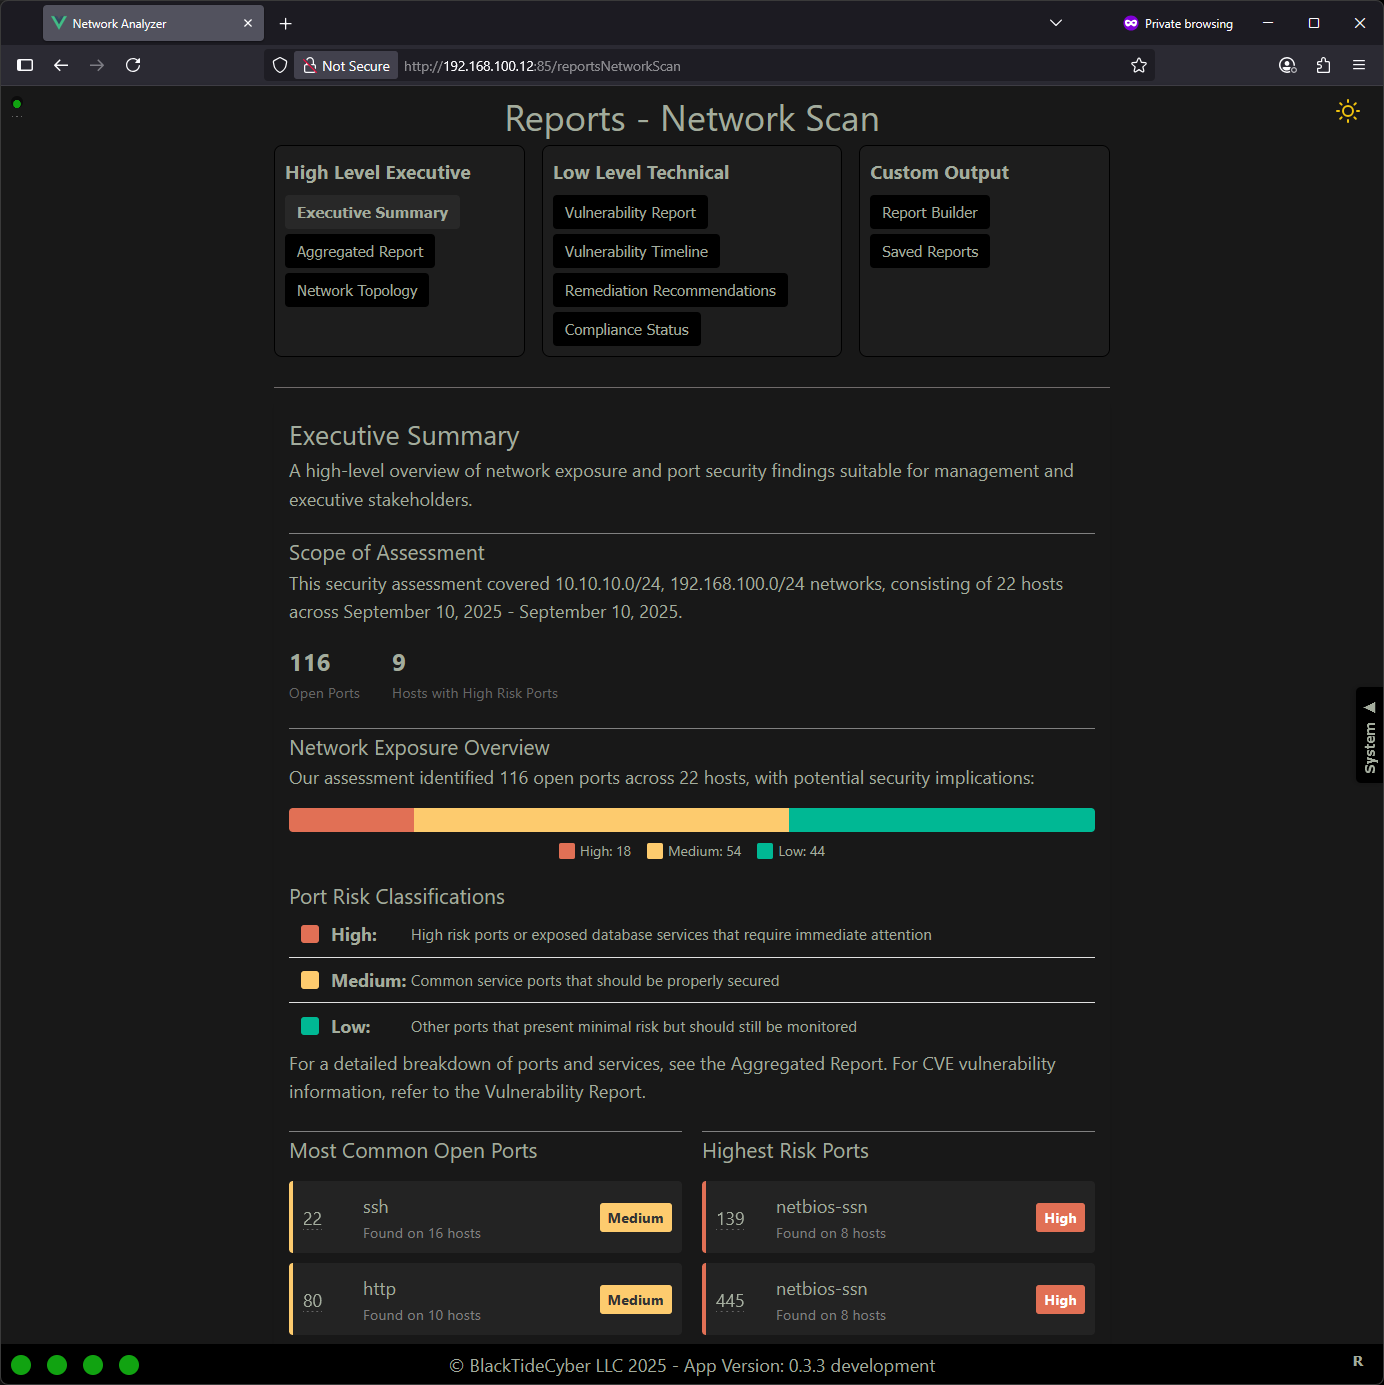 Network Analyzer
Private browsing
Not Secure
http://192.168.100.12:85/reportsNetworkScan
Reports - Network Scan
High Level Executive
Executive Summary
Aggregated Report
Network Topology
Low Level Technical
Vulnerability Report
Vulnerability Timeline
Remediation Recommendations
Compliance Status
Custom Output
Report Builder
Saved Reports
Executive Summary
A high-level overview of network exposure and port security findings suitable for management and
executive stakeholders.
Scope of Assessment
This security assessment covered 10.10.10.0/24, 192.168.100.0/24 networks, consisting of 22 hosts
across September 10, 2025 - September 10, 2025.
116
Open Ports
9
Hosts with High Risk Ports
Network Exposure Overview
Our assessment identified 116 open ports across 22 hosts, with potential security implications:
High: 18 Medium: 54 Low: 44
Port Risk Classifications
High: High risk ports or exposed database services that require immediate attention
Medium: Common service ports that should be properly secured
Low: Other ports that present minimal risk but should still be monitored
For a detailed breakdown of ports and services, see the Aggregated Report. For CVE vulnerability
information, refer to the Vulnerability Report.
Most Common Open Ports
22
ssh
Found on 16 hosts
Medium
80
http
Found on 10 hosts
Medium
Highest Risk Ports
139
netbios-ssn
Found on 8 hosts
High
445
netbios-ssn
Found on 8 hosts
High
System ◀
© BlackTideCyber LLC 2025 - App Version: 0.3.3 development
R